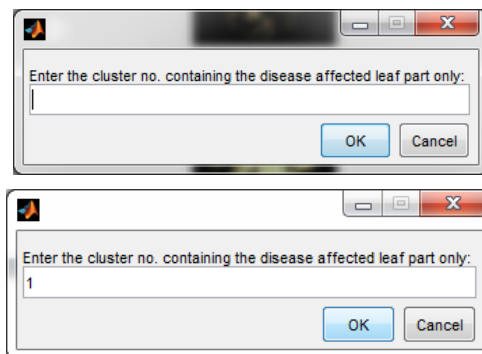 Enter the cluster no. containing the disease affected leaf part only:
OK Cancel
Enter the cluster no. containing the disease affected leaf part only:
1
OK Cancel